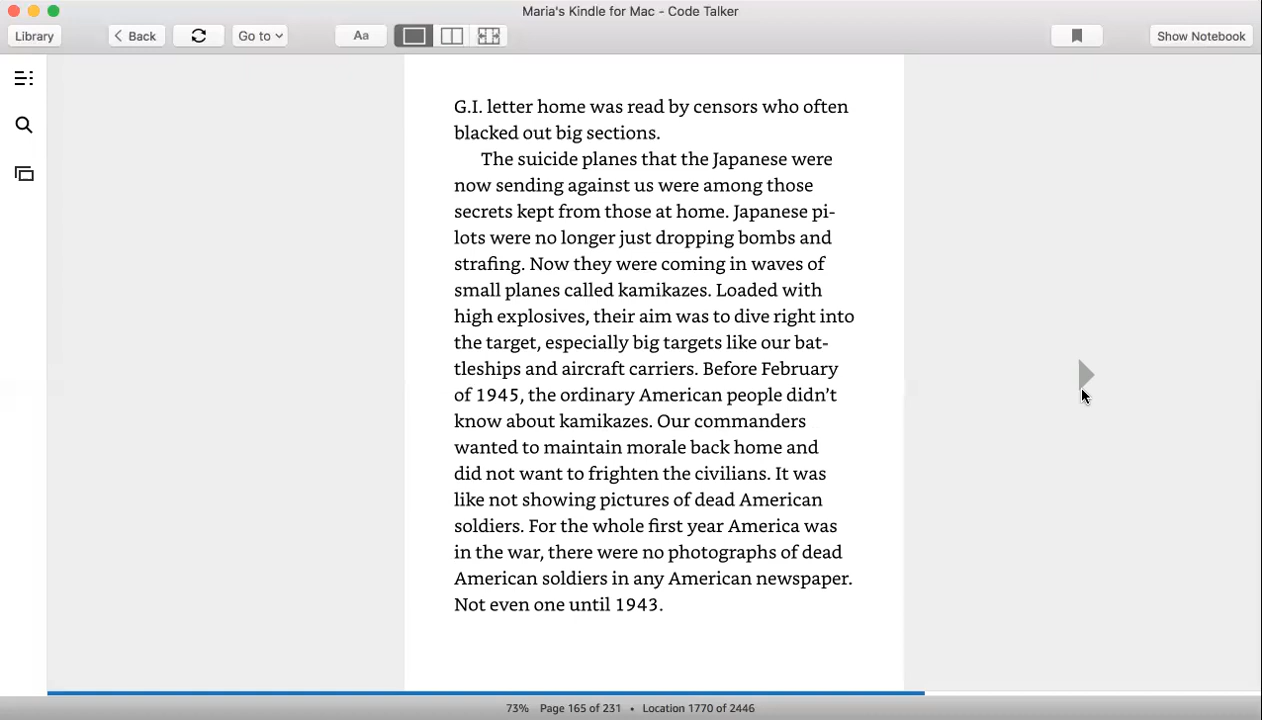 Maria's Kindle for Mac - Code Talker
Library
Back
Go to
Aa
Show Notebook
G.I. letter home was read by censors who often
blacked out big sections.
The suicide planes that the Japanese were
now sending against us were among those
secrets kept from those at home. Japanese pi-
lots were no longer just dropping bombs and
strafing. Now they were coming in waves of
small planes called kamikazes. Loaded with
high explosives, their aim was to dive right into
the target, especially big targets like our bat-
tleships and aircraft carriers. Before February
of 1945, the ordinary American people didn't
know about kamikazes. Our commanders
wanted to maintain morale back home and
did not want to frighten the civilians. It was
like not showing pictures of dead American
soldiers. For the whole first year America was
in the war, there were no photographs of dead
American soldiers in any American newspaper.
Not even one until 1943.
73% Page 165 of 231 • Location 1770 of 2446